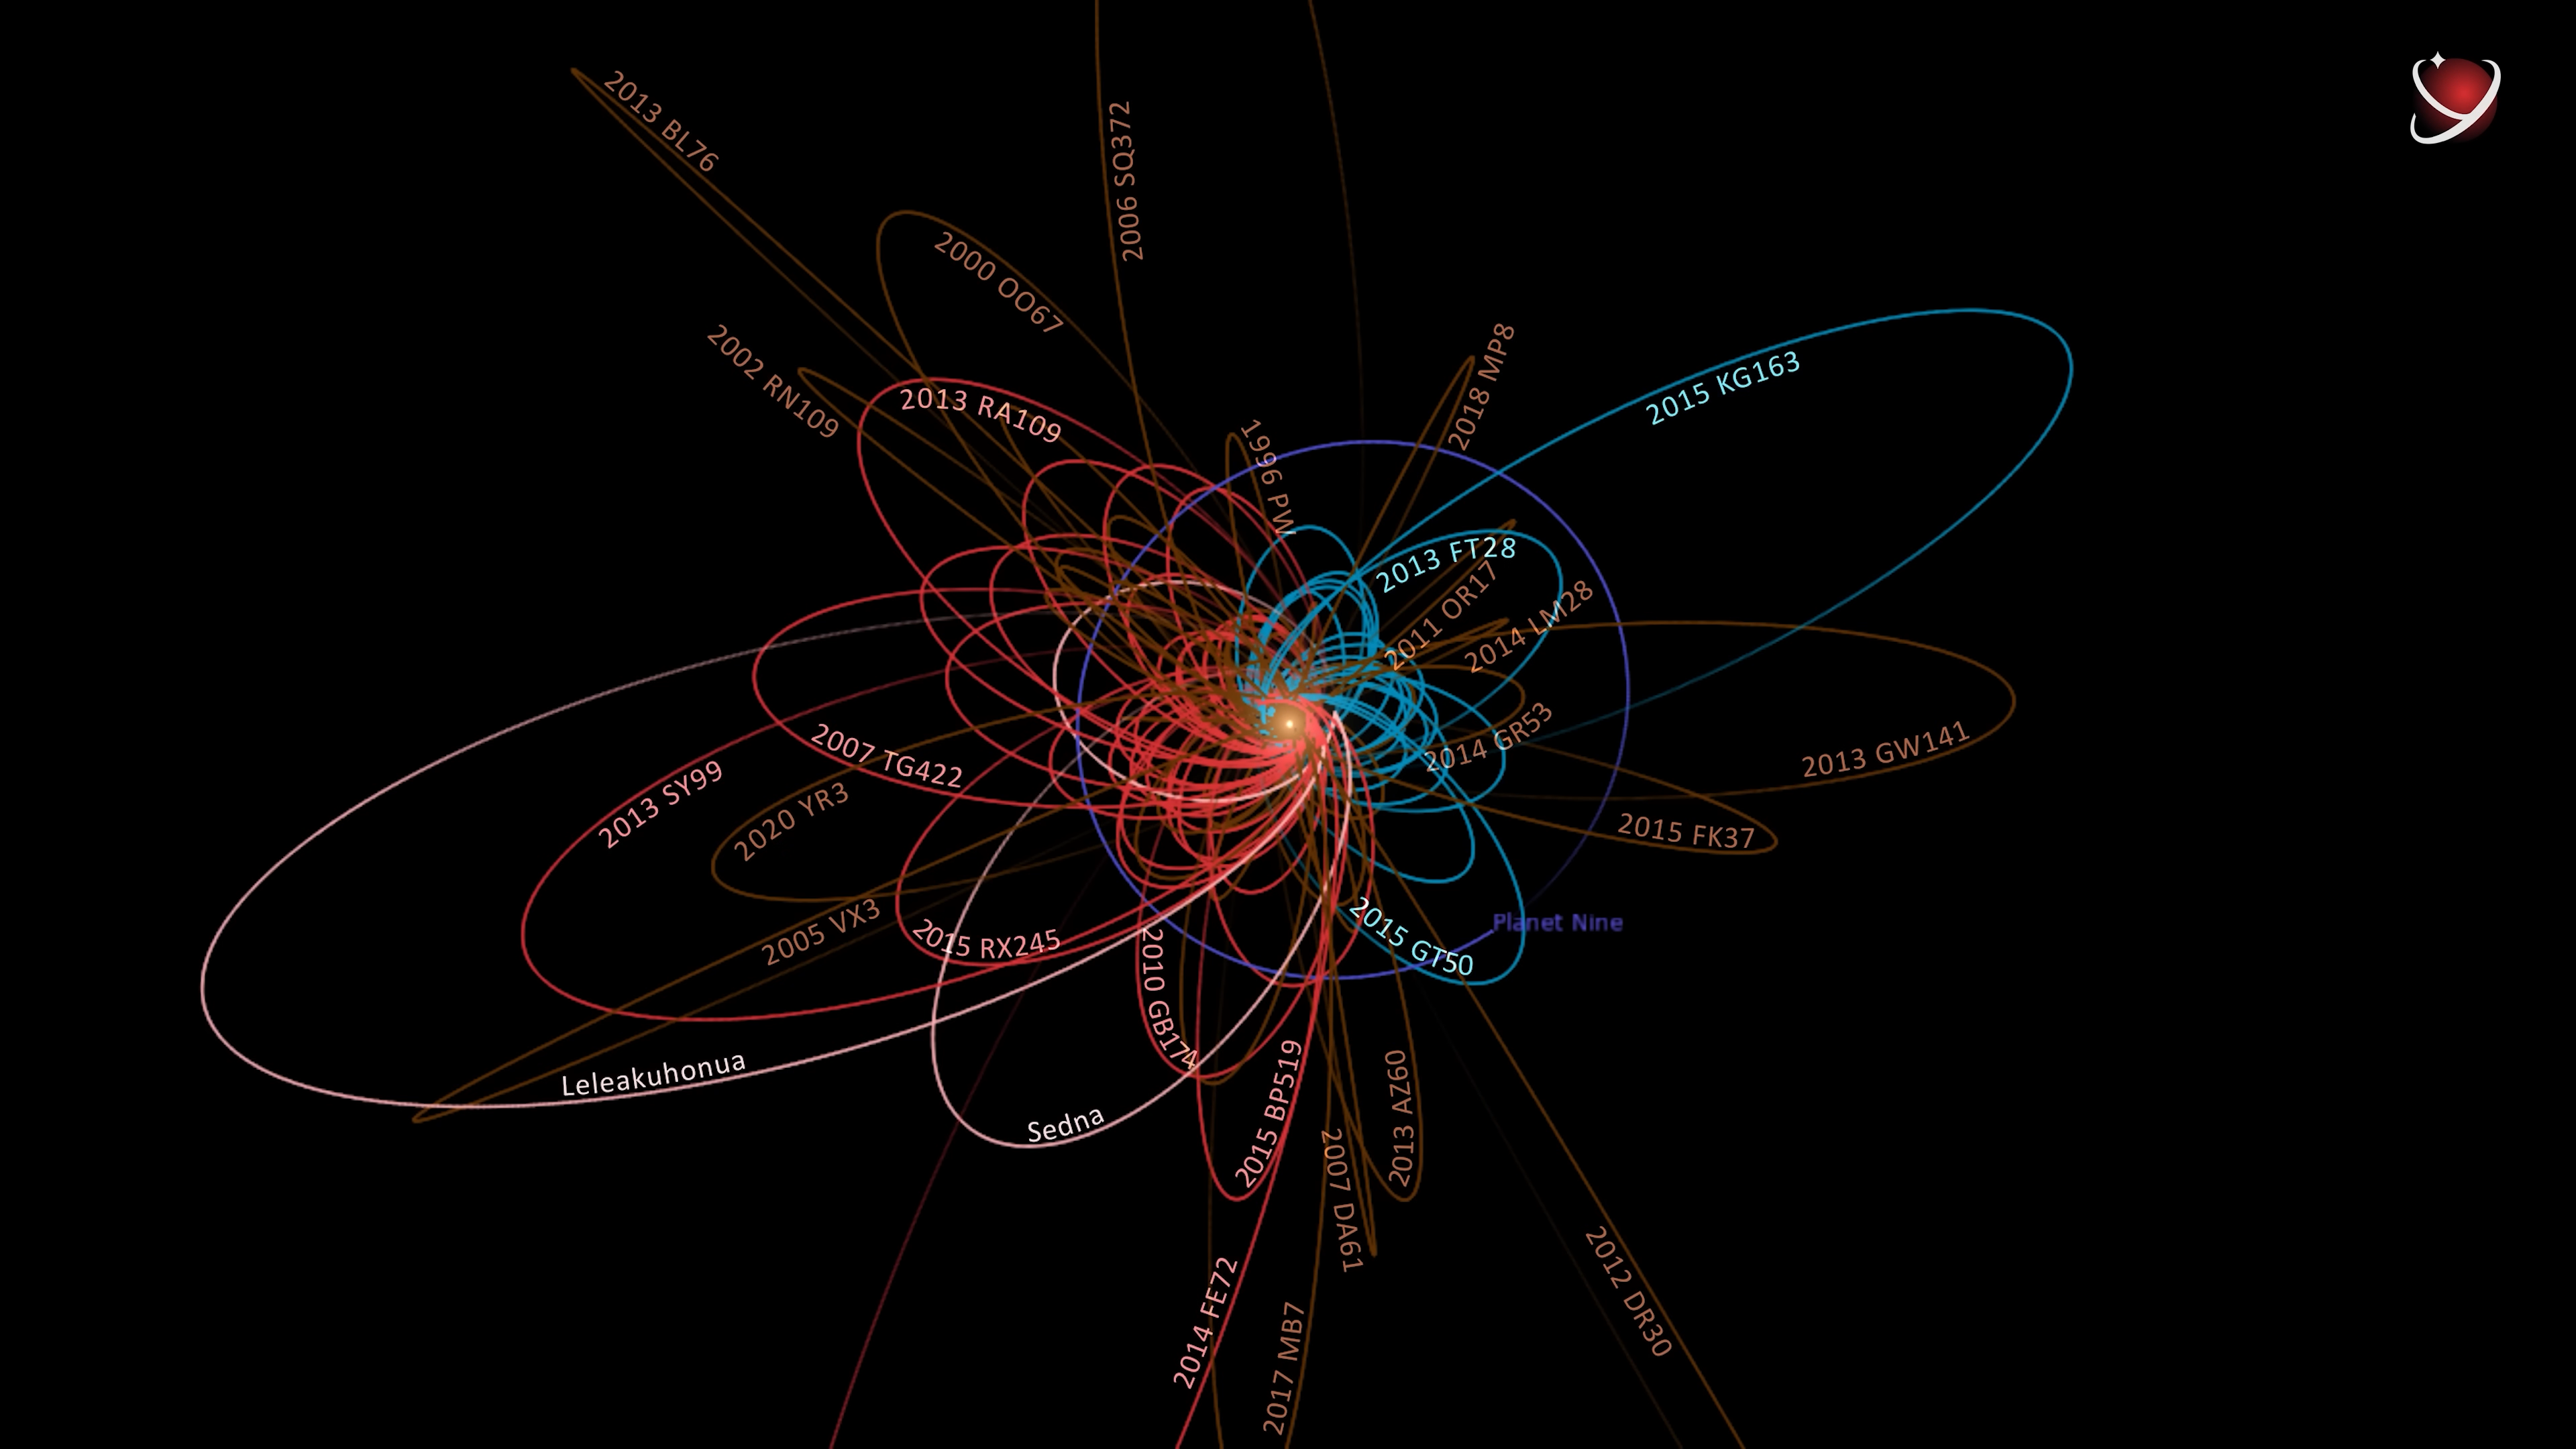 2013 BL76
2006 SQ372
2000 OO67
2002 RN109
2018 MP8
2015 KG163
2013 RA109
1996 PW
2013 FT28
2011 OR17
2014 LM28
2007 TG422
2014 GR53
2013 GW141
2013 SY99
2020 YR3
2015 FK37
2005 VX3
2015 RX245
2015 GT50
Planet Nine
2010 GB174
Leleakuhonua
Sedna
2015 BP519
2013 AZ60
2007 DA61
2014 FE72
2017 MB7
2012 DR30